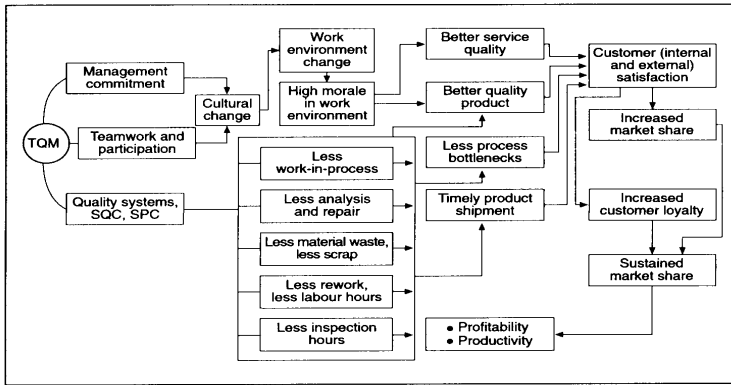 TQM
Management
commitment
Teamwork and
participation
Quality systems,
SQC, SPC
Cultural
change
Work
environment
change
High morale
in work
environment
Less
work-in-process
Less analysis
and repair
Less material waste,
less scrap
Less rework,
less labour hours
Less inspection
hours
Better service
quality
Better quality
product
Less process
bottlenecks
Timely product
shipment
• Profitability
• Productivity
Customer (internal
and external)
satisfaction
Increased
market share
Increased
customer loyalty
Sustained
market share